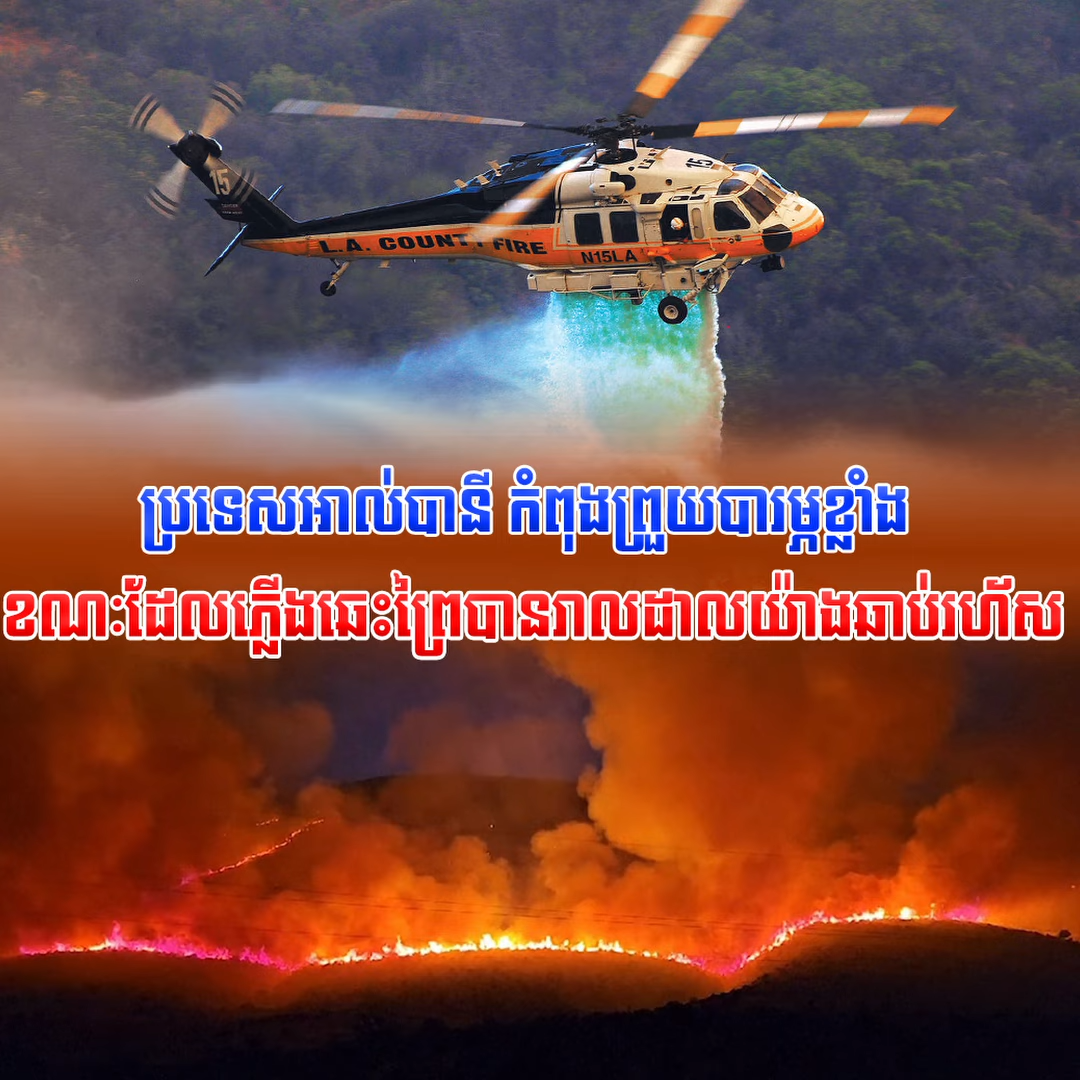 15
15
L.A. COUNTY FIRE
N15LA
ប្រទេសអាល់បានី កំពុងព្រួយបារម្ភខ្លាំង
ខណៈដែលភ្លើងឆេះព្រៃបានរាលដាលយ៉ាងឆាប់រហ័ស